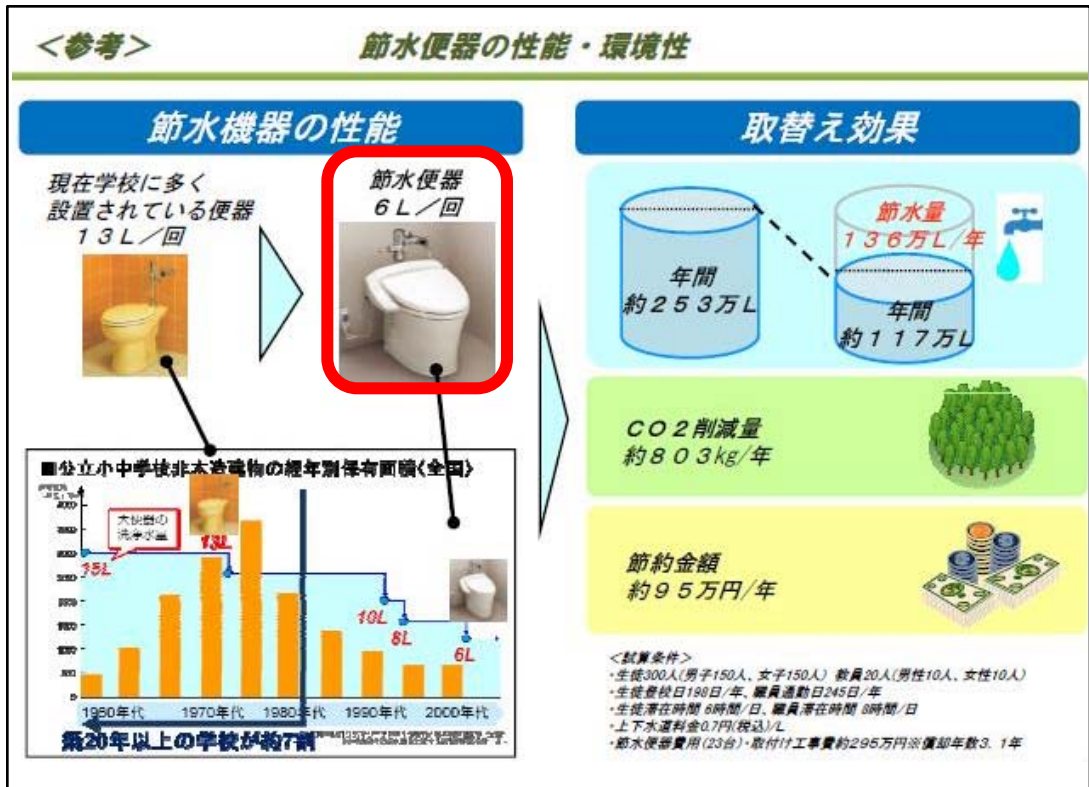 ＜参考＞
節水便器の性能・環境性
節水機器の性能
現在学校に多く
設置されている便器
１３Ｌ／回
節水便器
６Ｌ／回
■公立小中学校非木造建物の経年別保有面積〈全国〉
大便器の
洗浄水量
15L
13L
10L
8L
6L
0
1960年代
1970年代
1980年代
1990年代
2000年代
築20年以上の学校が約7割
取替え効果
年間
約２５３万Ｌ
節水量
１３６万Ｌ/年
年間
約１１７万Ｌ
ＣＯ２削減量
約８０３kg/年
節約金額
約９５万円/年
＜試算条件＞
・生徒300人(男子150人、女子150人) 教員20人(男性10人、女性10人)
・生徒登校日198日/年、職員通勤日245日/年
・生徒滞在時間 6時間/日、職員滞在時間 8時間/日
・上下水道料金0.7円(税込)/L
・節水便器費用(23台)・取付け工事費約295万円※償却年数3.1年